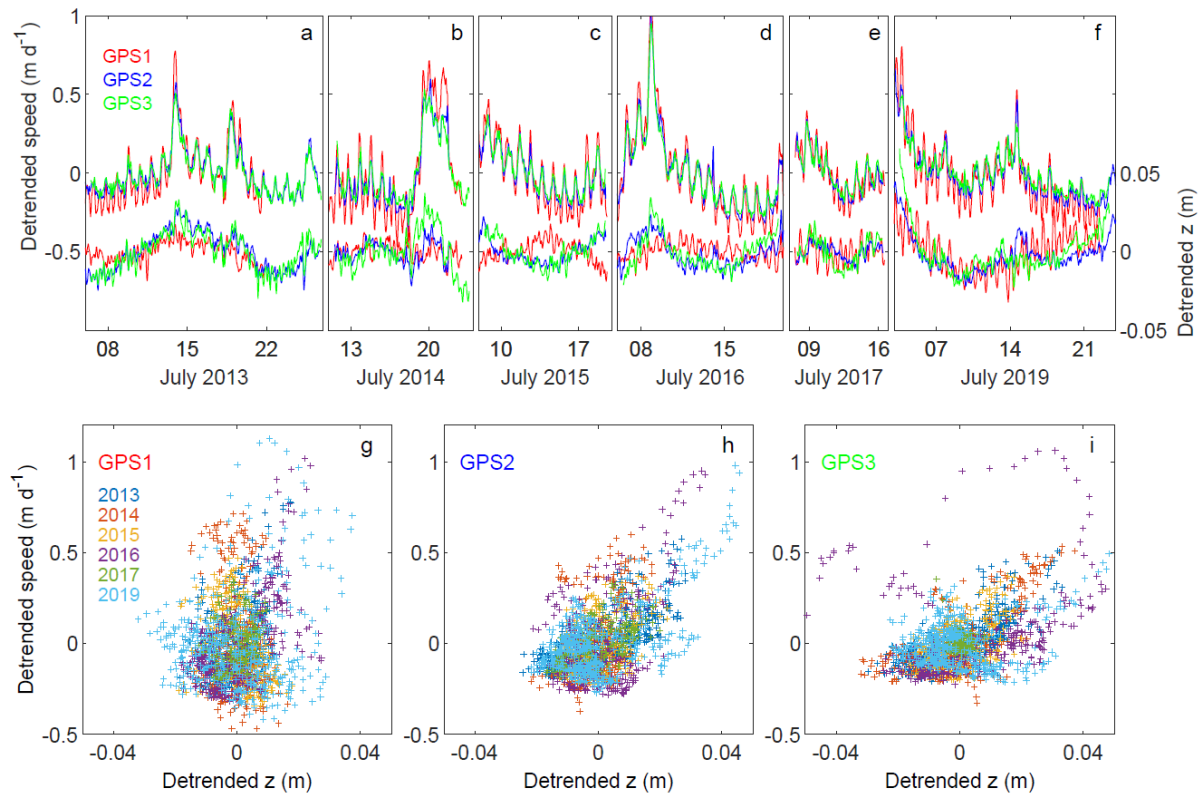 a b c d e f
GPS1
GPS2
GPS3
Detrended speed (m d-1)
1
0.5
0
-0.5
0.05
0
-0.05
Detrended z (m)
08 15 22 13 20 10 17 08 15 09 16 07 14 21
July 2013 July 2014 July 2015 July 2016 July 2017 July 2019
g h i
GPS1 GPS2 GPS3
2013
2014
2015
2016
2017
2019
Detrended speed (m d-1)
1 1 1
0.5 0.5 0.5
0 0 0
-0.5 -0.5 -0.5
-0.04 0 0.04 -0.04 0 0.04 -0.04 0 0.04
Detrended z (m) Detrended z (m) Detrended z (m)